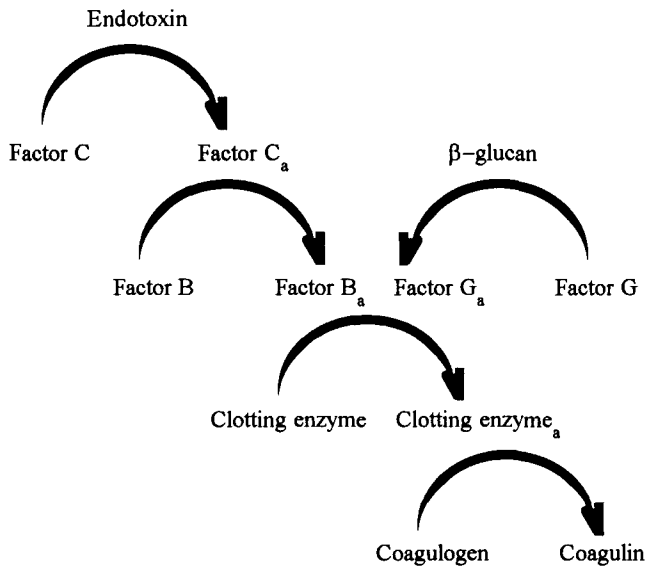 Endotoxin
Factor C Factor Ca β-glucan
Factor B Factor Ba Factor Ga Factor G
Clotting enzyme Clotting enzymea
Coagulogen Coagulin